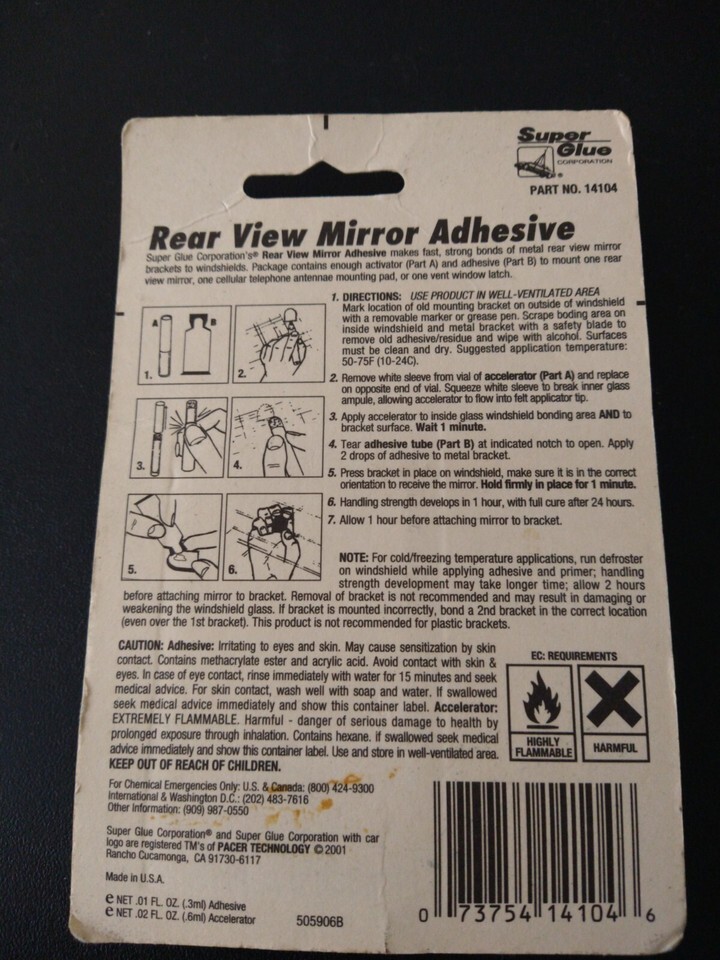 Super
Glue
CORPORATION
®
PART NO. 14104
Rear View Mirror Adhesive
Super Glue Corporation's® Rear View Mirror Adhesive makes fast, strong bonds of metal rear view mirror
brackets to windshields. Package contains enough activator (Part A) and adhesive (Part B) to mount one rear
view mirror, one cellular telephone antennae mounting pad, or one vent window latch.
A B
1.
2.
3.
4.
5.
6.
1. DIRECTIONS: USE PRODUCT IN WELL-VENTILATED AREA
Mark location of old mounting bracket on outside of windshield
with a removable marker or grease pen. Scrape boding area on
inside windshield and metal bracket with a safety blade to
remove old adhesive/residue and wipe with alcohol. Surfaces
must be clean and dry. Suggested application temperature:
50-75F (10-24C).
2. Remove white sleeve from vial of accelerator (Part A) and replace
on opposite end of vial. Squeeze white sleeve to break inner glass
ampule, allowing accelerator to flow into felt applicator tip.
3. Apply accelerator to inside glass windshield bonding area AND to
bracket surface. Wait 1 minute.
4. Tear adhesive tube (Part B) at indicated notch to open. Apply
2 drops of adhesive to metal bracket.
5. Press bracket in place on windshield, make sure it is in the correct
orientation to receive the mirror. Hold firmly in place for 1 minute.
6. Handling strength develops in 1 hour, with full cure after 24 hours.
7. Allow 1 hour before attaching mirror to bracket.
NOTE: For cold/freezing temperature applications, run defroster
on windshield while applying adhesive and primer; handling
strength development may take longer time; allow 2 hours
before attaching mirror to bracket. Removal of bracket is not recommended and may result in damaging or
weakening the windshield glass. If bracket is mounted incorrectly, bond a 2nd bracket in the correct location
(even over the 1st bracket). This product is not recommended for plastic brackets.
CAUTION: Adhesive: Irritating to eyes and skin. May cause sensitization by skin
contact. Contains methacrylate ester and acrylic acid. Avoid contact with skin &
eyes. In case of eye contact, rinse immediately with water for 15 minutes and seek
medical advice. For skin contact, wash well with soap and water. If swallowed
seek medical advice immediately and show this container label. Accelerator:
EXTREMELY FLAMMABLE. Harmful - danger of serious damage to health by
prolonged exposure through inhalation. Contains hexane. if swallowed seek medical
advice immediately and show this container label. Use and store in well-ventilated area.
KEEP OUT OF REACH OF CHILDREN.
EC: REQUIREMENTS
HIGHLY
FLAMMABLE
HARMFUL
For Chemical Emergencies Only: U.S. & Canada: (800) 424-9300
International & Washington D.C.: (202) 483-7616
Other Information: (909) 987-0550
Super Glue Corporation® and Super Glue Corporation with car
logo are registered TM's of PACER TECHNOLOGY © 2001
Rancho Cucamonga, CA 91730-6117
Made in U.S.A.
e NET .01 FL. OZ. (.3ml) Adhesive
e NET .02 FL. OZ. (.6ml) Accelerator
505906B
0 73754 14104 6